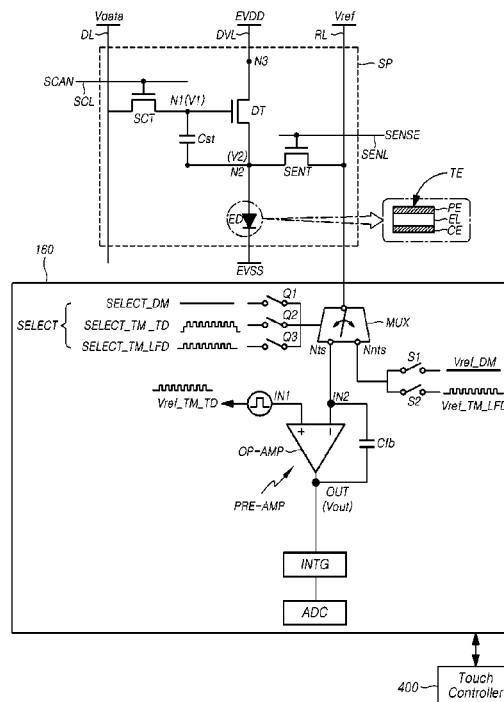 Vdata EVDD Vref
DL DVL RL
N3 SP
SCAN
SCL N1(V1) DT
SCT
Cst SENSE
(V2) SENL
N2 SENT
TE
ED PE
EL
CE
EVSS
160
SELECT_DM Q1
SELECT SELECT_TM_TD Q2 MUX
SELECT_TM_LFD Q3
Nts Nnts S1 Vref_DM
IN1 IN2 S2
Vref_TM_TD Vref_TM_LFD
+ -
OP-AMP Cfb
PRE-AMP OUT
(Vout)
INTG
ADC
400 Touch
Controller